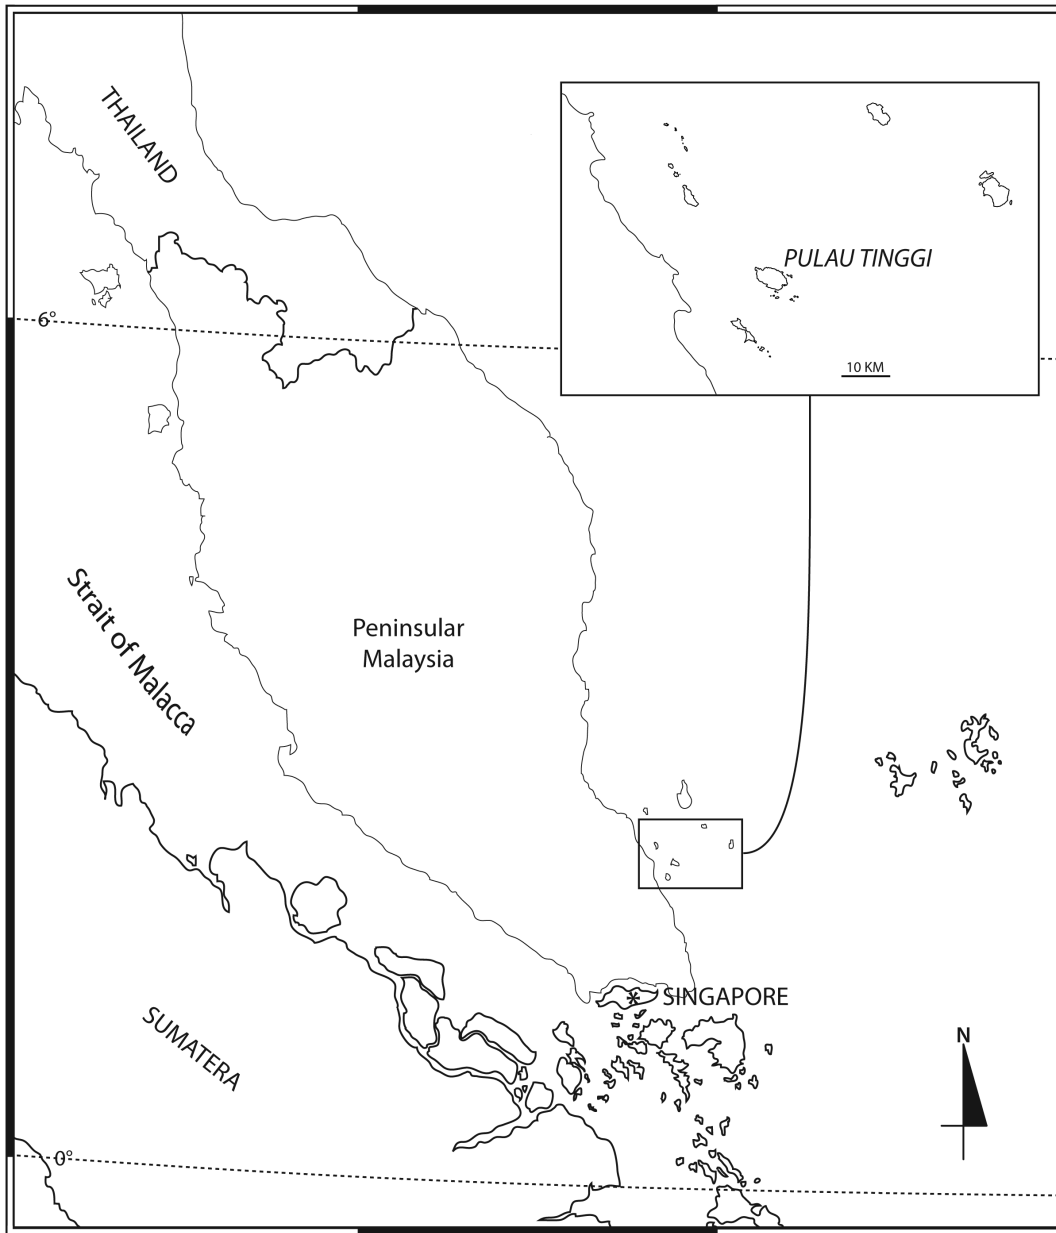 THAILAND
PULAU TINGGI
10 KM
6°
Strait of Malacca
Peninsular
Malaysia
SINGAPORE
*
SUMATERA
N
0°